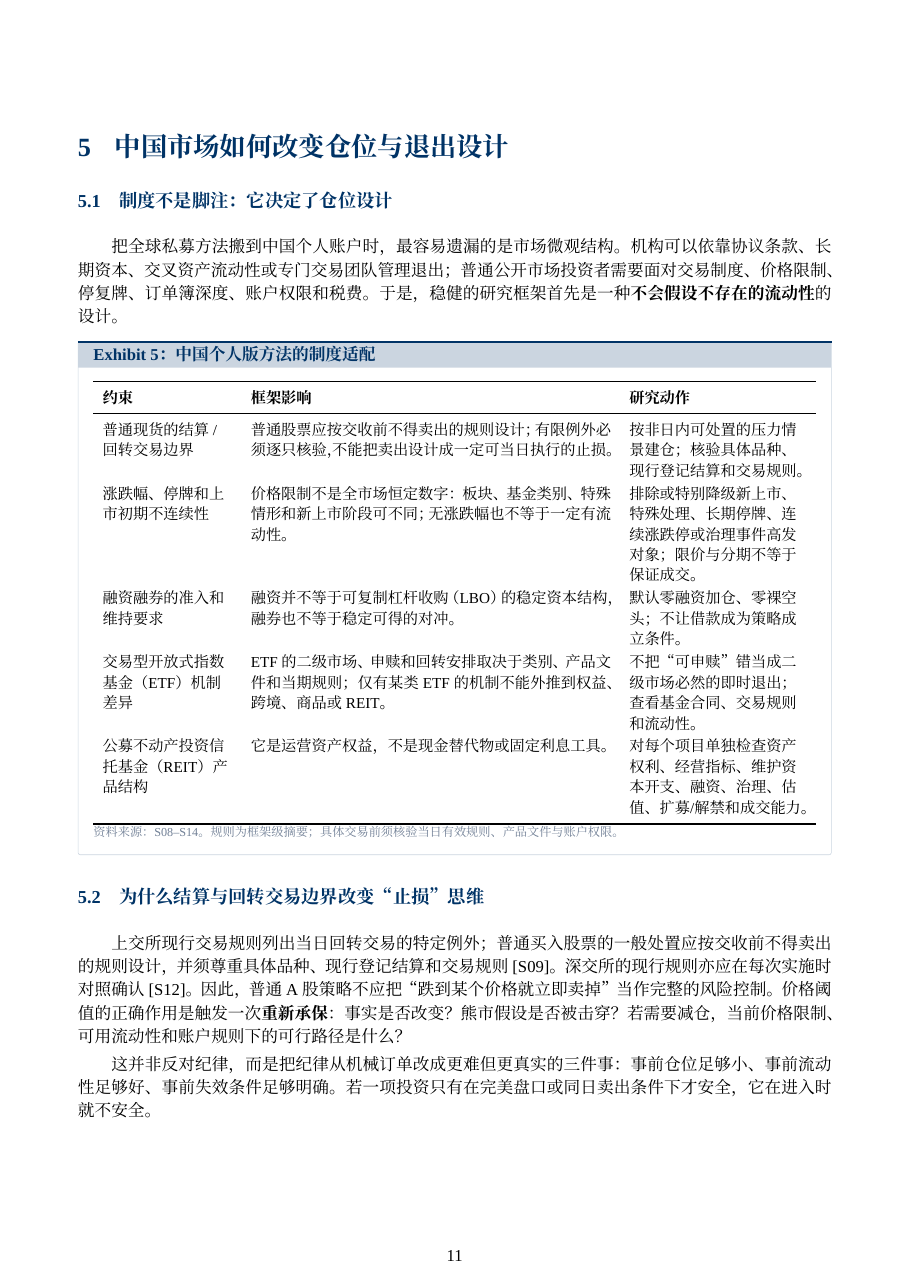 5 中国市场如何改变仓位与退出设计
5.1 制度不是脚注：它决定了仓位设计
把全球私募方法搬到中国个人账户时，最容易遗漏的是市场微观结构。机构可以依靠协议条款、长
期资本、交叉资产流动性或专门交易团队管理退出；普通公开市场投资者需要面对交易制度、价格限制、
停复牌、订单簿深度、账户权限和税费。于是，稳健的研究框架首先是一种不会假设不存在的流动性的
设计。
Exhibit 5：中国个人版方法的制度适配
约束 框架影响 研究动作
普通现货的结算 /
回转交易边界
普通股票应按交收前不得卖出的规则设计；有限例外必
须逐只核验,不能把卖出设计成一定可当日执行的止损。
按非日内可处置的压力情
景建仓；核验具体品种、
现行登记结算和交易规则。
涨跌幅、停牌和上
市初期不连续性
价格限制不是全市场恒定数字：板块、基金类别、特殊
情形和新上市阶段可不同；无涨跌幅也不等于一定有流
动性。
排除或特别降级新上市、
特殊处理、长期停牌、连
续涨跌停或治理事件高发
对象；限价与分期不等于
保证成交。
融资融券的准入和
维持要求
融资并不等于可复制杠杆收购（LBO）的稳定资本结构，
融券也不等于稳定可得的对冲。
默认零融资加仓、零裸空
头；不让借款成为策略成
立条件。
交易型开放式指数
基金（ETF）机制
差异
ETF 的二级市场、申赎和回转安排取决于类别、产品文
件和当期规则；仅有某类 ETF 的机制不能外推到权益、
跨境、商品或 REIT。
不把“可申赎”错当成二
级市场必然的即时退出；
查看基金合同、交易规则
和流动性。
公募不动产投资信
托基金（REIT）产
品结构
它是运营资产权益，不是现金替代物或固定利息工具。
对每个项目单独检查资产
权利、经营指标、维护资
本开支、融资、治理、估
值、扩募/解禁和成交能力。
资料来源：S08–S14。规则为框架级摘要；具体交易前须核验当日有效规则、产品文件与账户权限。
5.2 为什么结算与回转交易边界改变“止损”思维
上交所现行交易规则列出当日回转交易的特定例外；普通买入股票的一般处置应按交收前不得卖出
的规则设计，并须尊重具体品种、现行登记结算和交易规则 [S09]。深交所的现行规则亦应在每次实施时
对照确认 [S12]。因此，普通 A 股策略不应把“跌到某个价格就立即卖掉”当作完整的风险控制。价格阈
值的正确作用是触发一次重新承保：事实是否改变？熊市假设是否被击穿？若需要减仓，当前价格限制、
可用流动性和账户规则下的可行路径是什么？
这并非反对纪律，而是把纪律从机械订单改成更难但更真实的三件事：事前仓位足够小、事前流动
性足够好、事前失效条件足够明确。若一项投资只有在完美盘口或同日卖出条件下才安全，它在进入时
就不安全。
11